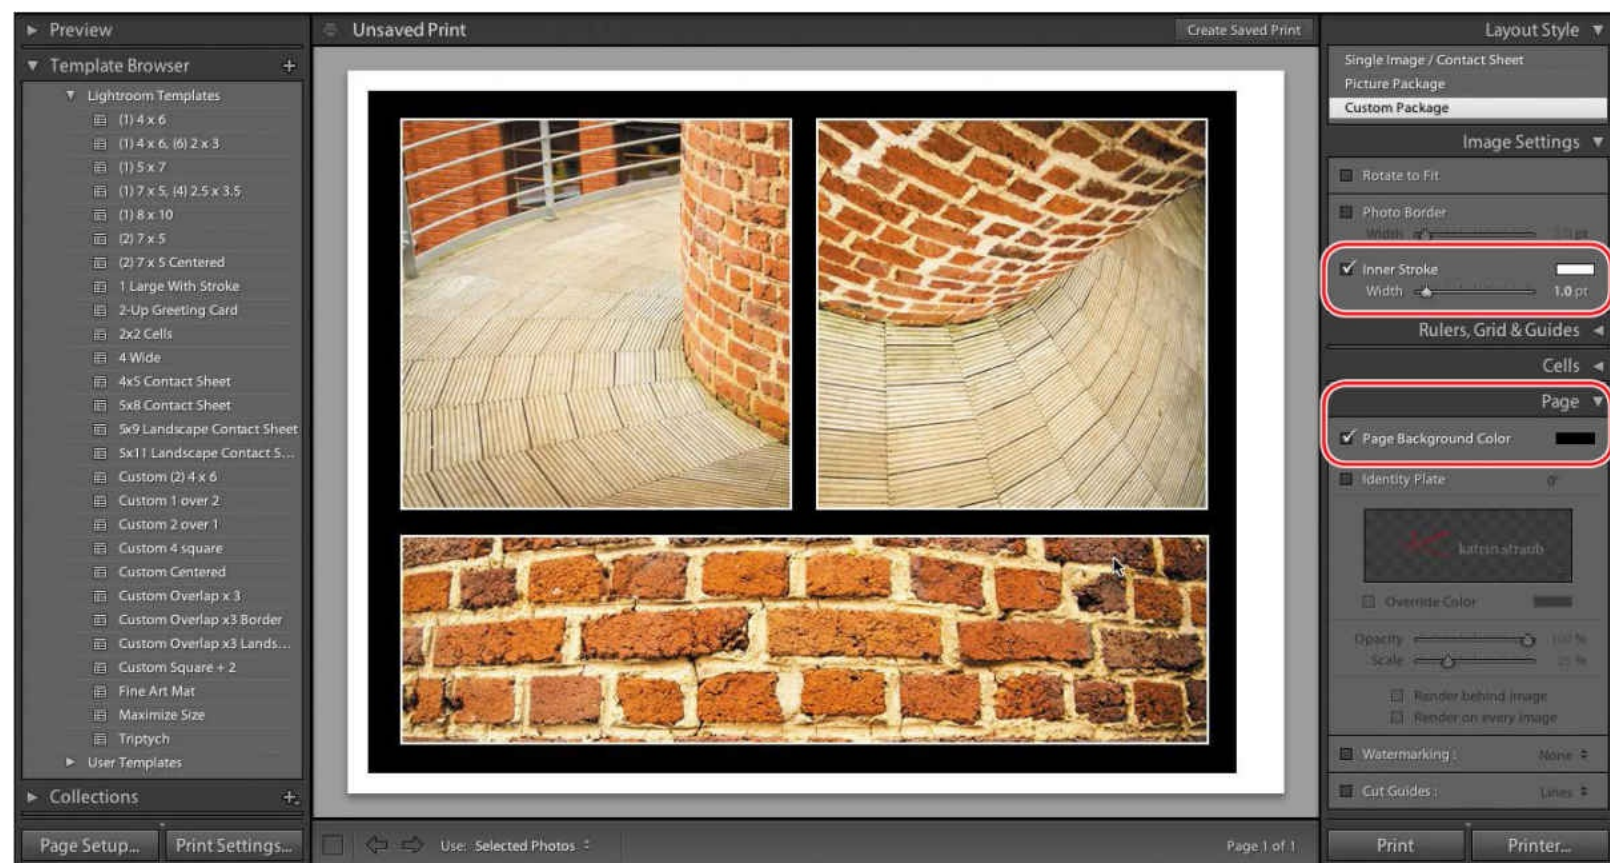 Preview
Template Browser
Lightroom Templates
(1) 4 x 6
(1) 4 x 6, (6) 2 x 3
(1) 5 x 7
(1) 7 x 5, (4) 2.5 x 3.5
(1) 8 x 10
(2) 7 x 5
(2) 7 x 5 Centered
1 Large With Stroke
2-Up Greeting Card
2x2 Cells
4 Wide
4x5 Contact Sheet
5x8 Contact Sheet
5x9 Landscape Contact Sheet
5x11 Landscape Contact S...
Custom (2) 4 x 6
Custom 1 over 2
Custom 2 over 1
Custom 4 square
Custom Centered
Custom Overlap x 3
Custom Overlap x3 Border
Custom Overlap x3 Lands...
Custom Square + 2
Fine Art Mat
Maximize Size
Triptych
User Templates
Collections
Page Setup...
Print Settings...
Unsaved Print
Create Saved Print
Use: Selected Photos
Page 1 of 1
Layout Style
Single Image / Contact Sheet
Picture Package
Custom Package
Image Settings
Rotate to Fit
Photo Border
Width
Inner Stroke
Width 1.0 pt
Rulers, Grid & Guides
Cells
Page
Page Background Color
Identity Plate 0°
katrin straub
Override Color
Opacity 100 %
Scale 25 %
Render behind image
Render on every image
Watermarking : None
Cut Guides : Lines
Print
Printer...